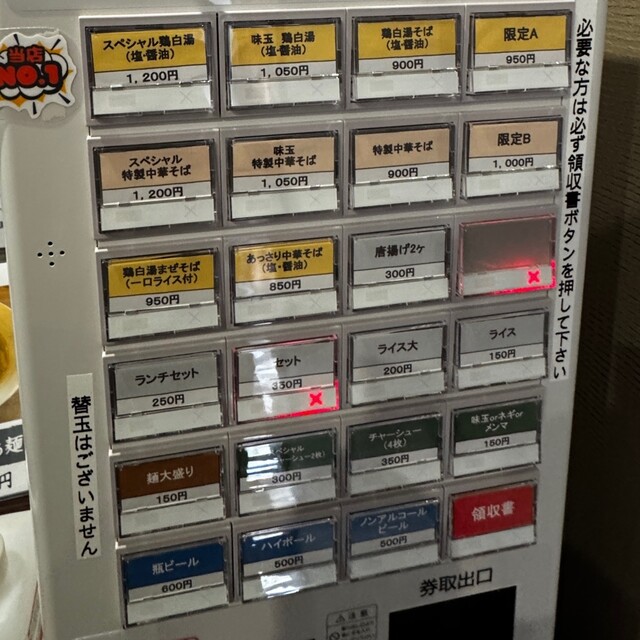 当店
NO.1
スペシャル鶏白湯
(塩・醤油)
1,200円
味玉 鶏白湯
(塩・醤油)
1,050円
鶏白湯そば
(塩・醤油)
900円
限定A
950円
スペシャル
特製中華そば
1,200円
味玉
特製中華そば
1,050円
特製中華そば
900円
限定B
1,000円
鶏白湯まぜそば
(一口ライス付)
950円
あっさり中華そば
(塩・醤油)
850円
唐揚げ2ヶ
300円
ランチセット
250円
セット
350円
ライス大
200円
ライス
150円
麺大盛り
150円
スペシャル
300円
チャーシュー
(4枚)
350円
味玉orネギor
メンマ
150円
瓶ビール
600円
ハイボール
500円
ノンアルコール
ビール
500円
領収書
必要な方は必ず領収書ボタンを押して下さい
替玉はございません
券取出口
注意